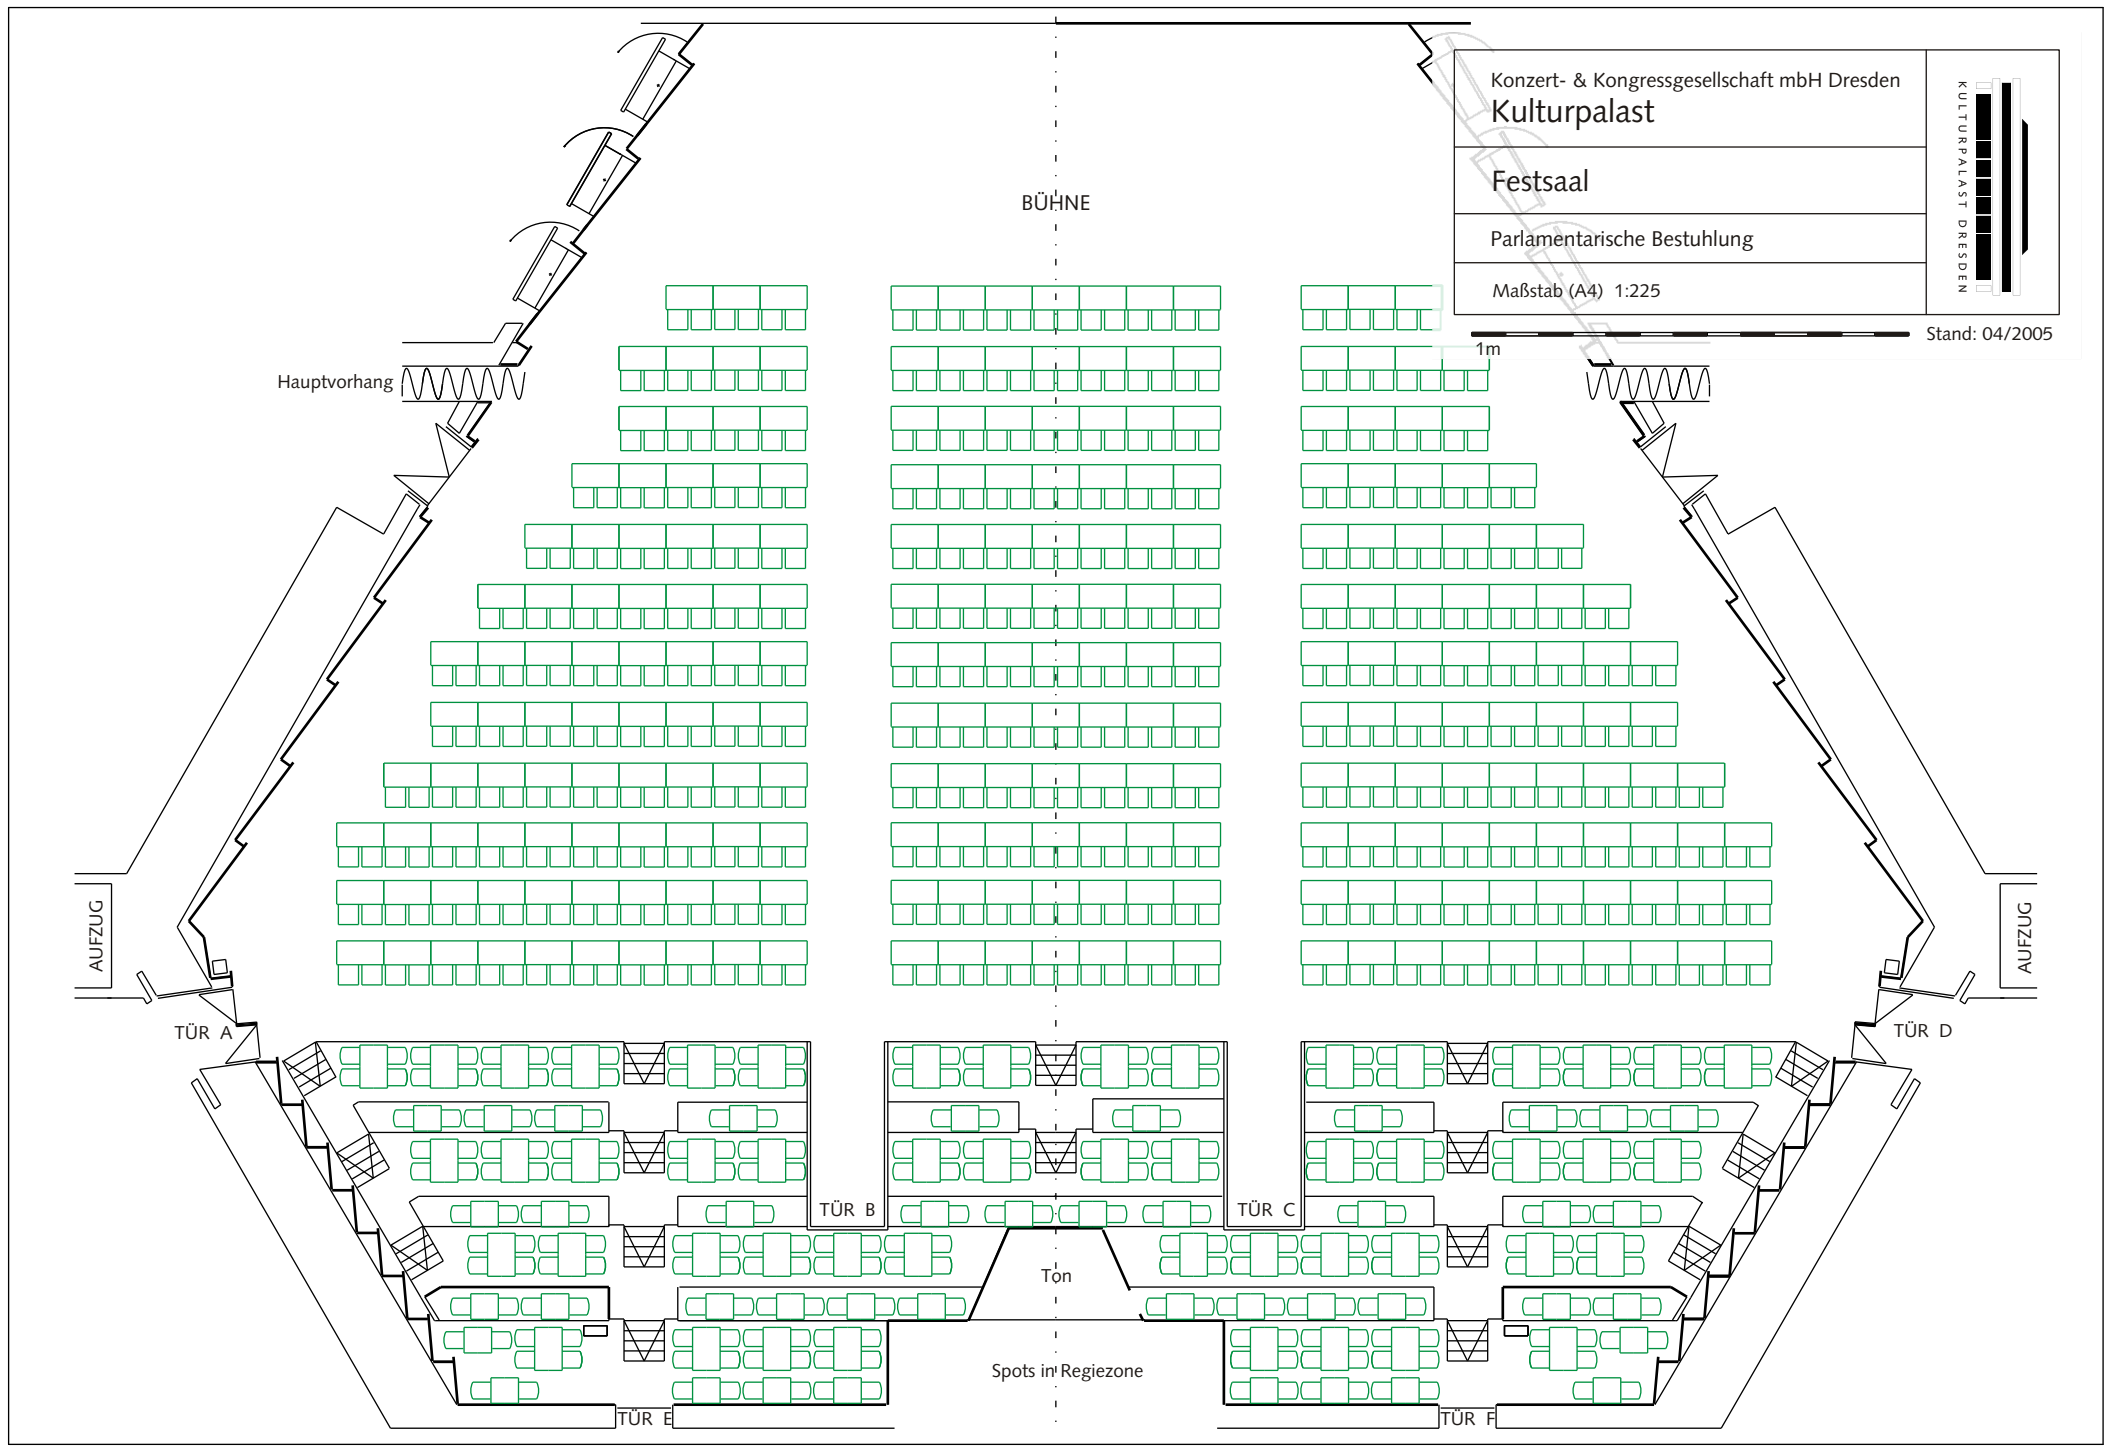 Konzert- & Kongressgesellschaft mbH Dresden
Kulturpalast
KULTURPALAST DRESDEN
Festsaal
BÜHNE
Parlamentarische Bestuhlung
Maßstab (A4) 1:225
1m
Stand: 04/2005
Hauptvorhang
AUFZUG
AUFZUG
TÜR A
TÜR D
TÜR B
TÜR C
Ton
Spots in Regiezone
TÜR E
TÜR F